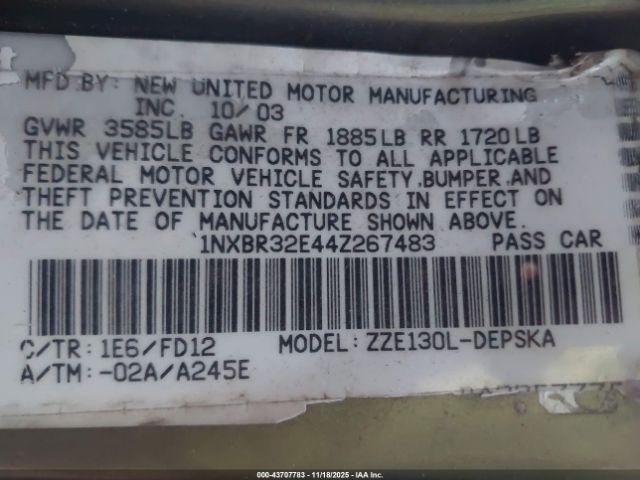 MFD BY: NEW UNITED MOTOR MANUFACTURING
INC. 10/03
GVWR 3585LB GAWR FR 1885LB RR 1720LB
THIS VEHICLE CONFORMS TO ALL APPLICABLE
FEDERAL MOTOR VEHICLE SAFETY,BUMPER,AND
THEFT PREVENTION STANDARDS IN EFFECT ON
THE DATE OF MANUFACTURE SHOWN ABOVE.
1NXBR32E44Z267483 PASS CAR
C/TR: 1E6/FD12 MODEL: ZZE130L-DEPSKA
A/TM: -02A/A245E
000-43707783 - 11/18/2025 - IAA Inc.